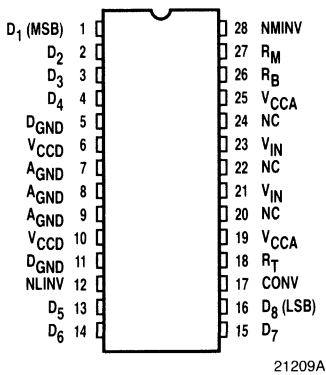 D1 (MSB) 1 28 NMINV
D2 2 27 RM
D3 3 26 RB
D4 4 25 VCCA
DGND 5 24 NC
VCCD 6 23 VIN
AGND 7 22 NC
AGND 8 21 VIN
AGND 9 20 NC
VCCD 10 19 VCCA
DGND 11 18 RT
NLINV 12 17 CONV
D5 13 16 D8 (LSB)
D6 14 15 D7
21209A